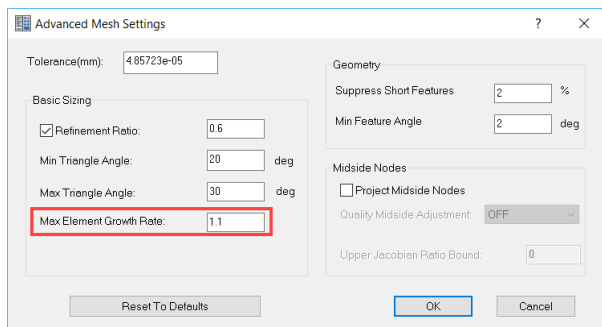 Advanced Mesh Settings
?
Tolerance(mm): 4.85723e-05
Basic Sizing
Refinement Ratio: 0.6
Min Triangle Angle: 20 deg
Max Triangle Angle: 30 deg
Max Element Growth Rate: 1.1
Geometry
Suppress Short Features 2 %
Min Feature Angle 2 deg
Midside Nodes
Project Midside Nodes
Quality Midside Adjustment: OFF
Upper Jacobian Ratio Bound: 0
Reset To Defaults
OK
Cancel